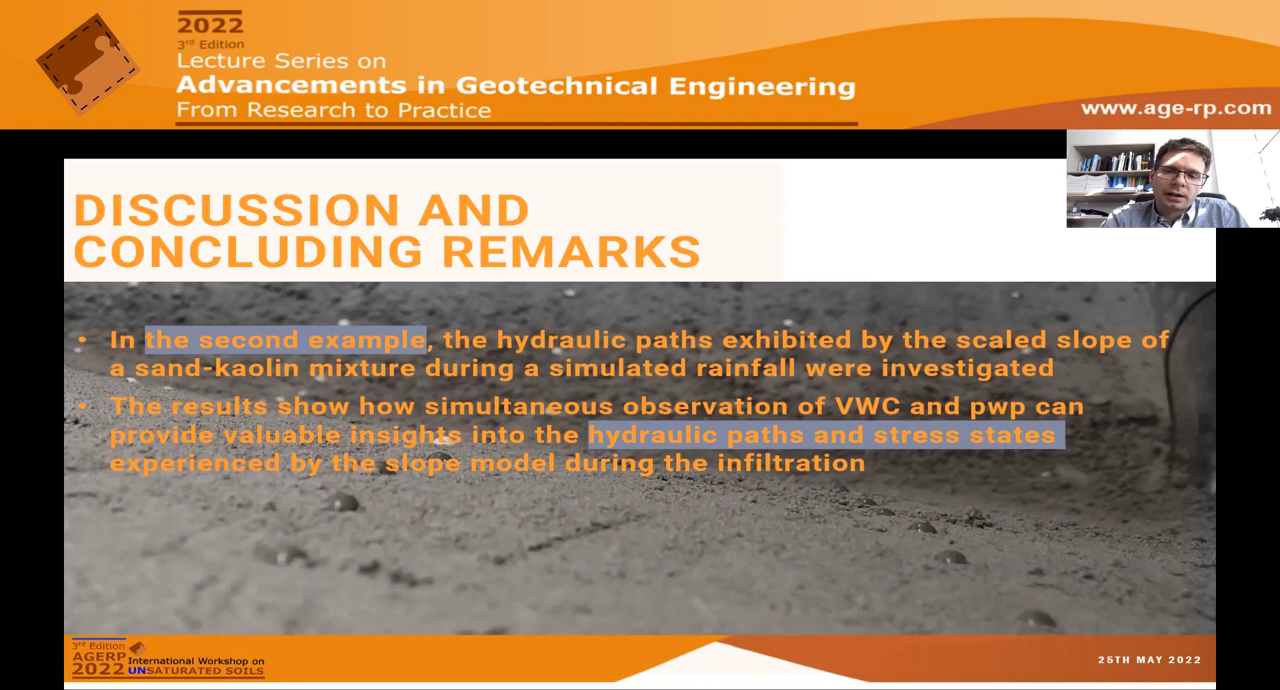 2022
3rd Edition
Lecture Series on
Advancements in Geotechnical Engineering
From Research to Practice
www.age-rp.com
DISCUSSION AND
CONCLUDING REMARKS
• In the second example, the hydraulic paths exhibited by the scaled slope of
a sand-kaolin mixture during a simulated rainfall were investigated
• The results show how simultaneous observation of VWC and pwp can
provide valuable insights into the hydraulic paths and stress states
experienced by the slope model during the infiltration
3rd Edition
AGERP
2022
International Workshop on
UNSATURATED SOILS
25TH MAY 2022